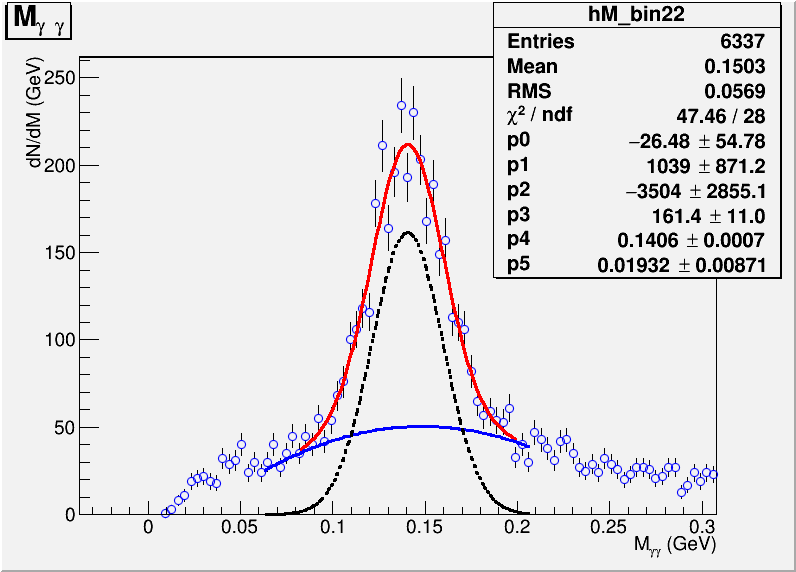 M γ γ
hM_bin22
Entries 6337
Mean 0.1503
RMS 0.0569
χ² / ndf 47.46 / 28
p0 −26.48 ± 54.78
p1 1039 ± 871.2
p2 −3504 ± 2855.1
p3 161.4 ± 11.0
p4 0.1406 ± 0.0007
p5 0.01932 ± 0.00871
dN/dM (GeV)
250
200
150
100
50
0
0 0.05 0.1 0.15 0.2 0.25 0.3
M γγ (GeV)